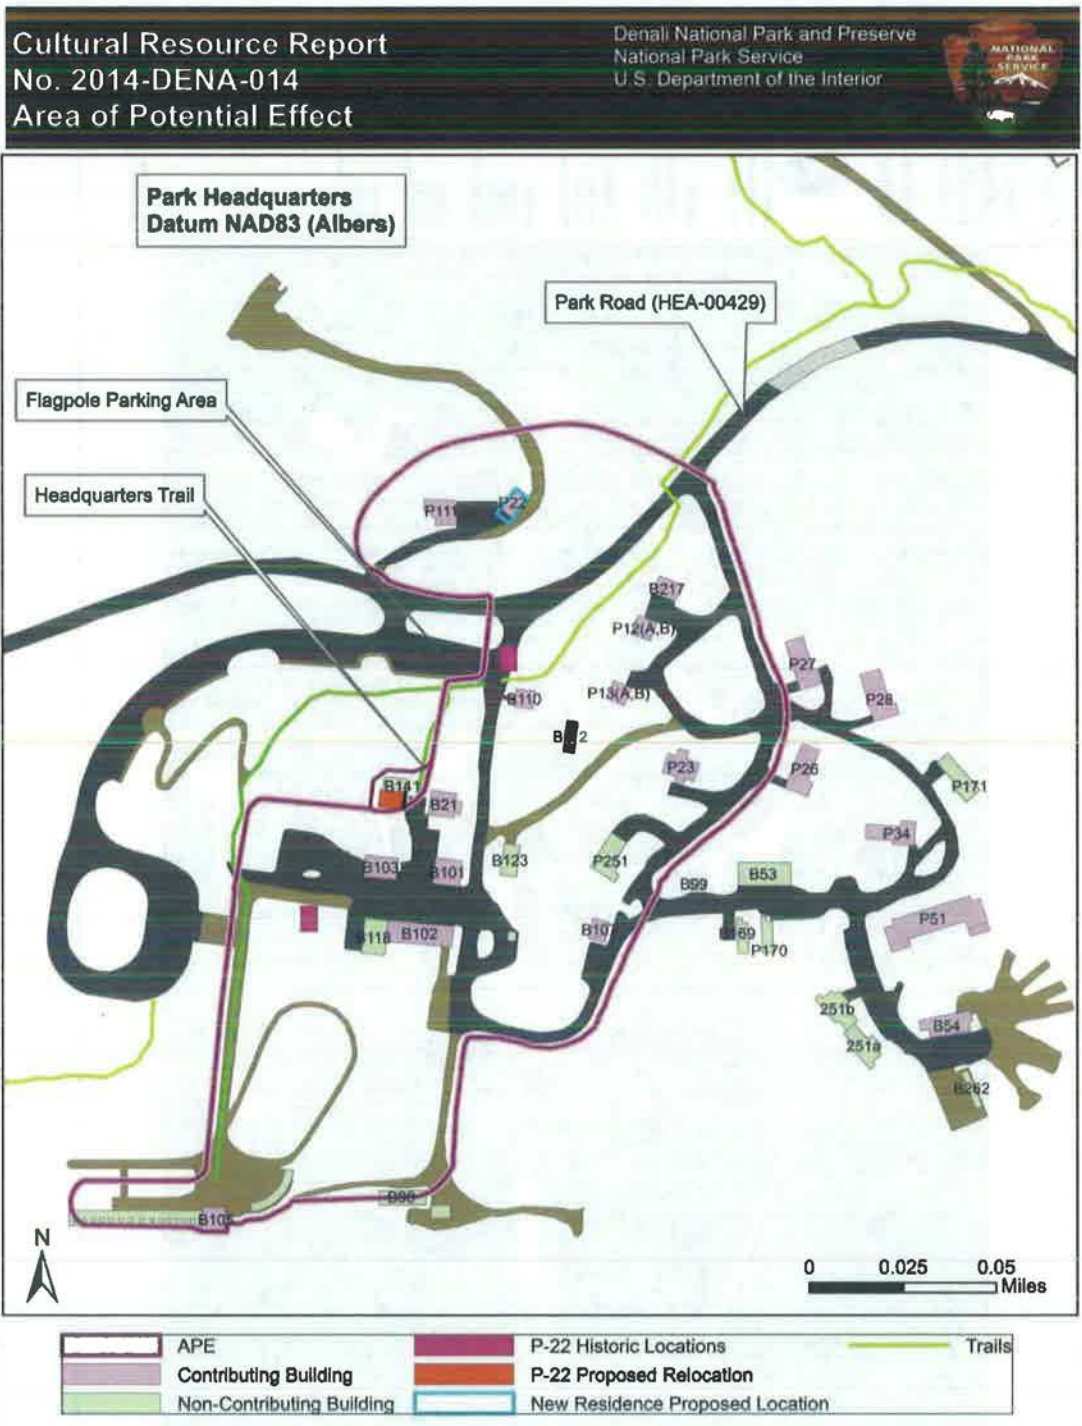 Cultural Resource Report
No. 2014-DENA-014
Area of Potential Effect
Denali National Park and Preserve
National Park Service
U.S. Department of the Interior
NATIONAL
PARK
SERVICE
Park Headquarters
Datum NAD83 (Albers)
Park Road (HEA-00429)
Flagpole Parking Area
Headquarters Trail
P111
P22
B217
P12(A,B)
P27
P13(A,B)
B110
P28
P23
P26
B141
P171
B21
P34
B103
B101
B123
P251
B53
B99
P51
B118
B102
B107
B169
P170
251b
B54
251a
B262
B98
B105
N
0 0.025 0.05
Miles
APE
P-22 Historic Locations
Trails
Contributing Building
P-22 Proposed Relocation
Non-Contributing Building
New Residence Proposed Location